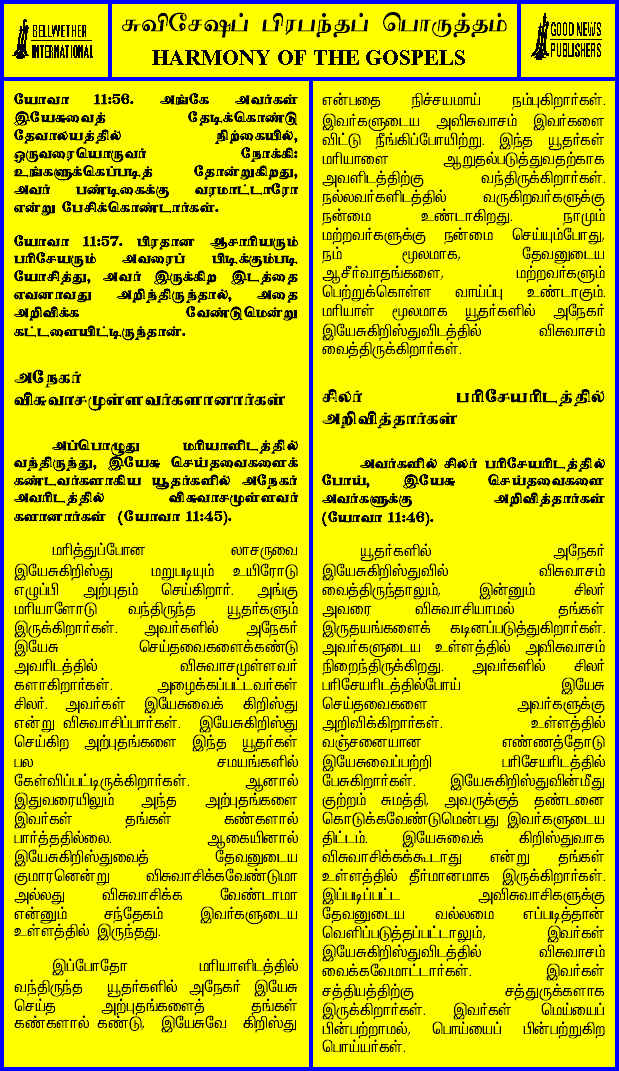 BELLWETHER
INTERNATIONAL
சுவிசேஷப் பிரபந்தப் பொருத்தம்
HARMONY OF THE GOSPELS
GOOD NEWS
PUBLISHERS
யோவா 11:56. அங்கே அவர்கள்
இயேசுவைத் தேடிக்கொண்டு
தேவாலயத்தில் நிற்கையில்,
ஒருவரையொருவர் நோக்கி:
உங்களுக்கெப்படித் தோன்றுகிறது,
அவர் பண்டிகைக்கு வரமாட்டாரோ
என்று பேசிக்கொண்டார்கள்.
யோவா 11:57. பிரதான ஆசாரியரும்
பரிசேயரும் அவரைப் பிடிக்கும்படி
யோசித்து, அவர் இருக்கிற இடத்தை
எவனாவது அறிந்திருந்தால், அதை
அறிவிக்க வேண்டுமென்று
கட்டளையிட்டிருந்தான்.
அநேகர்
விசுவாசமுள்ளவர்களானார்கள்
அப்பொழுது மரியாளிடத்தில்
வந்திருந்து, இயேசு செய்தவைகளைக்
கண்டவர்களாகிய யூதர்களில் அநேகர்
அவரிடத்தில் விசுவாசமுள்ளவர்
களானார்கள் (யோவா 11:45).
மரித்துப்போன லாசருவை
இயேசுகிறிஸ்து மறுபடியும் உயிரோடு
எழுப்பி அற்புதம் செய்கிறார். அங்கு
மரியாளோடு வந்திருந்த யூதர்களும்
இருக்கிறார்கள். அவர்களில் அநேகர்
இயேசு செய்தவைகளைக்கண்டு
அவரிடத்தில் விசுவாசமுள்ளவர்
களாகிறார்கள். அழைக்கப்பட்டவர்கள்
சிலர். அவர்கள் இயேசுவைக் கிறிஸ்து
என்று விசுவாசிப்பார்கள். இயேசுகிறிஸ்து
செய்கிற அற்புதங்களை இந்த யூதர்கள்
பல சமயங்களில்
கேள்விப்பட்டிருக்கிறார்கள். ஆனால்
இதுவரையிலும் அந்த அற்புதங்களை
இவர்கள் தங்கள் கண்களால்
பார்த்ததில்லை. ஆகையினால்
இயேசுகிறிஸ்துவைத் தேவனுடைய
குமாரனென்று விசுவாசிக்கவேண்டுமா
அல்லது விசுவாசிக்க வேண்டாமா
என்னும் சந்தேகம் இவர்களுடைய
உள்ளத்தில் இருந்தது.
இப்போதோ மரியாளிடத்தில்
வந்திருந்த யூதர்களில் அநேகர் இயேசு
செய்த அற்புதங்களைத் தங்கள்
கண்களால் கண்டு, இயேசுவே கிறிஸ்து
என்பதை நிச்சயமாய் நம்புகிறார்கள்.
இவர்களுடைய அவிசுவாசம் இவர்களை
விட்டு நீங்கிப்போயிற்று. இந்த யூதர்கள்
மரியாளை ஆறுதல்படுத்துவதற்காக
அவளிடத்திற்கு வந்திருக்கிறார்கள்.
நல்லவர்களிடத்தில் வருகிறவர்களுக்கு
நன்மை உண்டாகிறது. நாமும்
மற்றவர்களுக்கு நன்மை செய்யும்போது,
நம் மூலமாக, தேவனுடைய
ஆசீர்வாதங்களை, மற்றவர்களும்
பெற்றுக்கொள்ள வாய்ப்பு உண்டாகும்.
மரியாள் மூலமாக யூதர்களில் அநேகர்
இயேசுகிறிஸ்துவிடத்தில் விசுவாசம்
வைத்திருக்கிறார்கள்.
சிலர் பரிசேயரிடத்தில்
அறிவித்தார்கள்
அவர்களில் சிலர் பரிசேயரிடத்தில்
போய், இயேசு செய்தவைகளை
அவர்களுக்கு அறிவித்தார்கள்
(யோவா 11:46).
யூதர்களில் அநேகர்
இயேசுகிறிஸ்துவில் விசுவாசம்
வைத்திருந்தாலும், இன்னும் சிலர்
அவரை விசுவாசியாமல் தங்கள்
இருதயங்களைக் கடினப்படுத்துகிறார்கள்.
அவர்களுடைய உள்ளத்தில் அவிசுவாசம்
நிறைந்திருக்கிறது. அவர்களில் சிலர்
பரிசேயரிடத்தில்போய் இயேசு
செய்தவைகளை அவர்களுக்கு
அறிவிக்கிறார்கள். உள்ளத்தில்
வஞ்சனையான எண்ணத்தோடு
இயேசுவைப்பற்றி பரிசேயரிடத்தில்
பேசுகிறார்கள். இயேசுகிறிஸ்துவின்மீது
குற்றம் சுமத்தி, அவருக்குத் தண்டனை
கொடுக்கவேண்டுமென்பது இவர்களுடைய
திட்டம். இயேசுவைக் கிறிஸ்துவாக
விசுவாசிக்கக்கூடாது என்று தங்கள்
உள்ளத்தில் தீர்மானமாக இருக்கிறார்கள்.
இப்படிப்பட்ட அவிசுவாசிகளுக்கு
தேவனுடைய வல்லமை எப்படித்தான்
வெளிப்படுத்தப்பட்டாலும், இவர்கள்
இயேசுகிறிஸ்துவிடத்தில் விசுவாசம்
வைக்கவேமாட்டார்கள். இவர்கள்
சத்தியத்திற்கு சத்துருக்களாக
இருக்கிறார்கள். இவர்கள் மெய்யைப்
பின்பற்றாமல், பொய்யைப் பின்பற்றுகிற
பொய்யர்கள்.